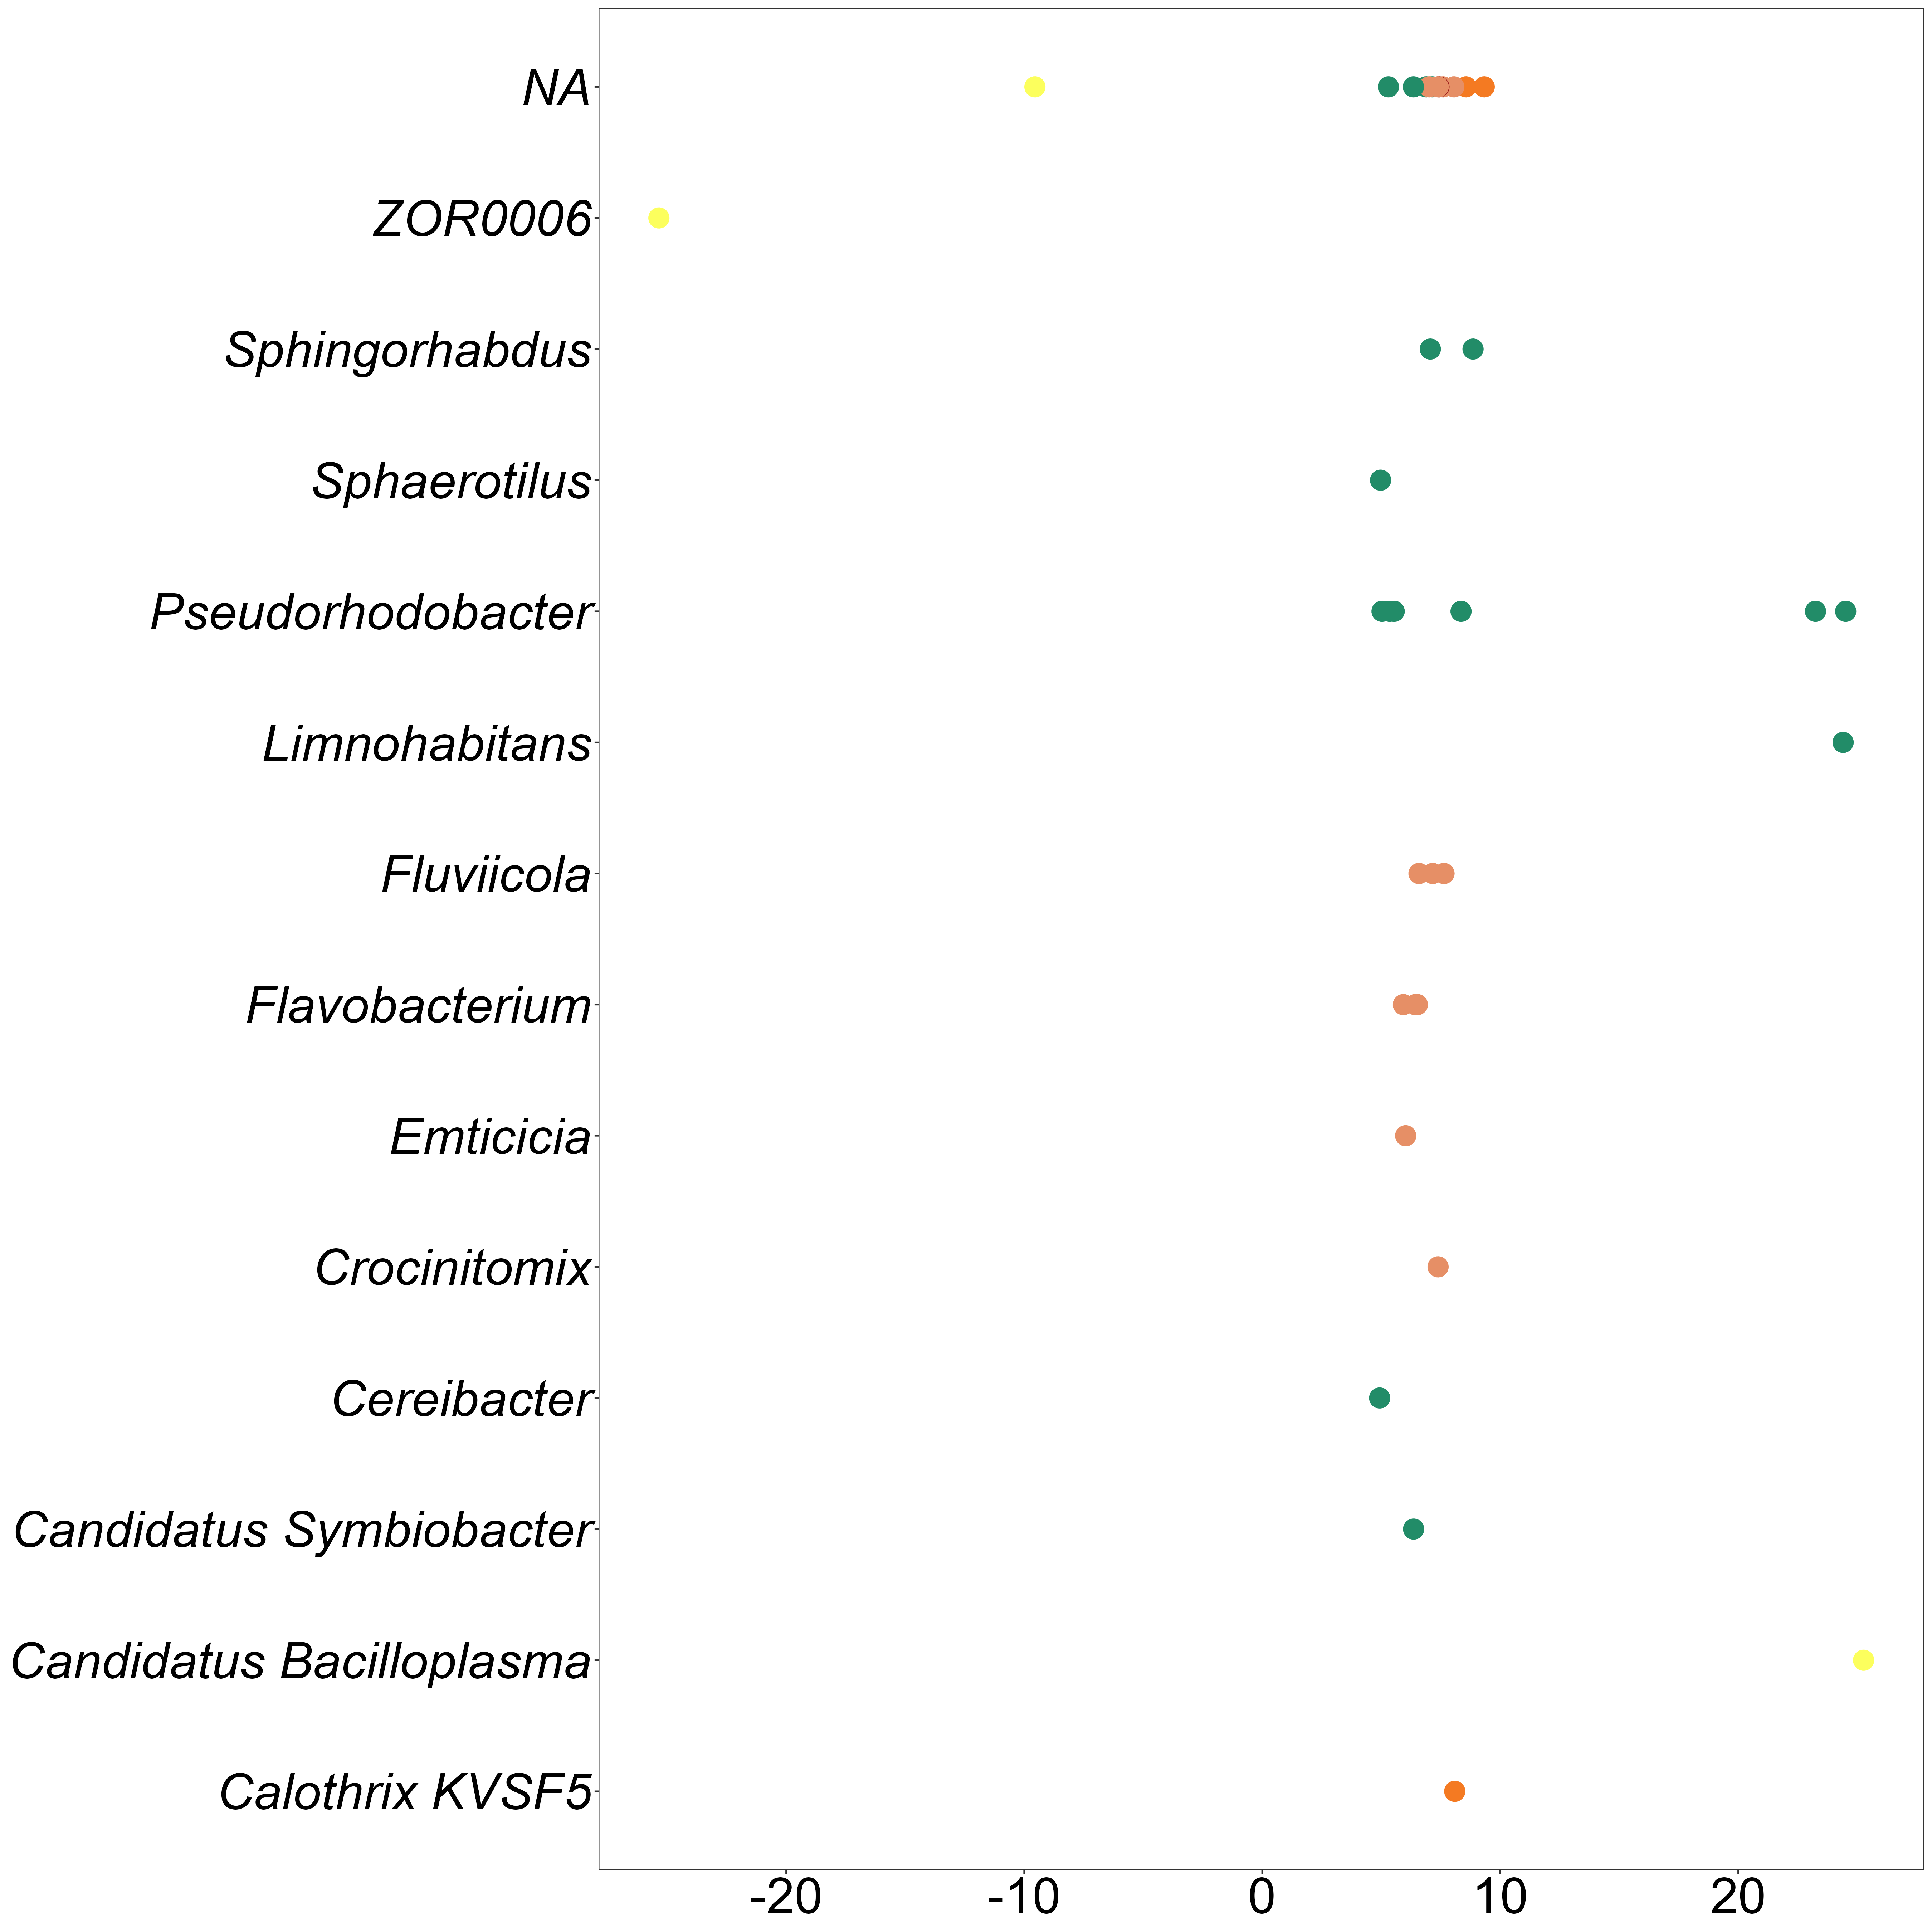 NA
ZOR0006
Sphingorhabdus
Sphaerotilus
Pseudorhodobacter
Limnohabitans
Fluviicola
Flavobacterium
Emticicia
Crocinitomix
Cereibacter
Candidatus Symbiobacter
Candidatus Bacilloplasma
Calothrix KVSF5
-20 -10 0 10 20